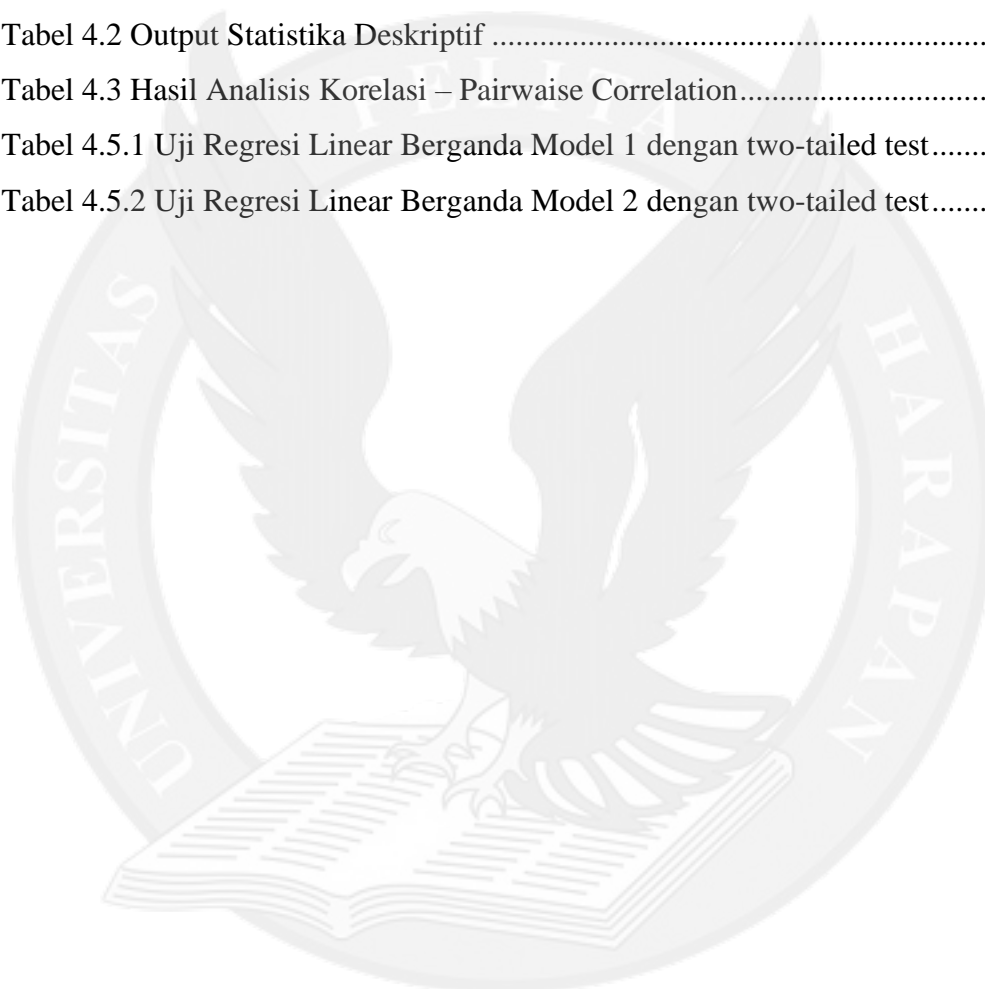 Tabel 4.2 Output Statistika Deskriptif ..............................................................
Tabel 4.3 Hasil Analisis Korelasi – Pairwaise Correlation...............................
Tabel 4.5.1 Uji Regresi Linear Berganda Model 1 dengan two-tailed test.......
Tabel 4.5.2 Uji Regresi Linear Berganda Model 2 dengan two-tailed test.......
UNIVERSITAS PELITA HARAPAN